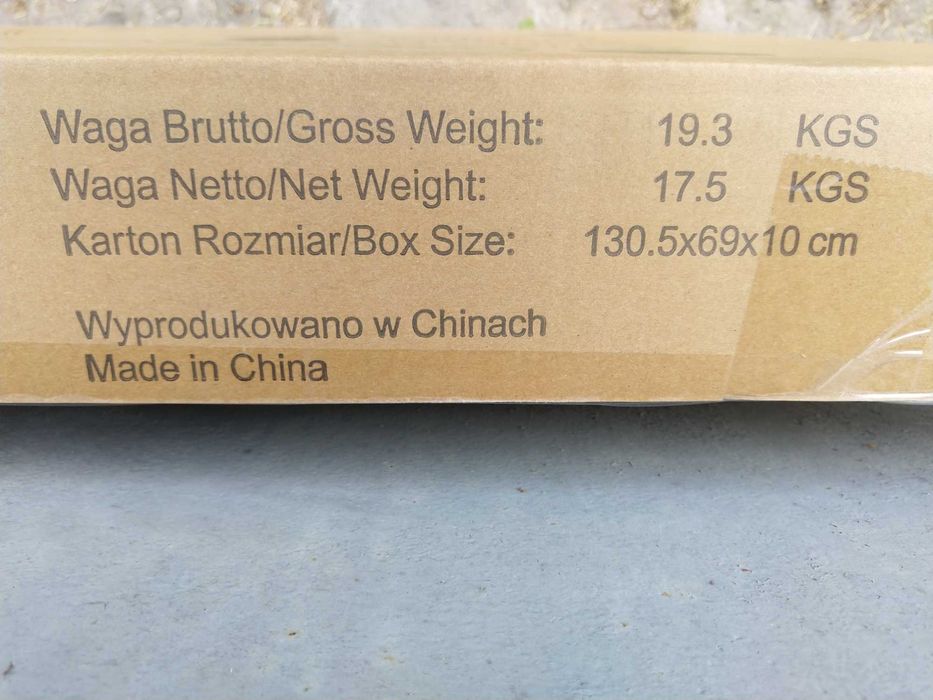 Waga Brutto/Gross Weight: 19.3 KGS
Waga Netto/Net Weight: 17.5 KGS
Karton Rozmiar/Box Size: 130.5x69x10 cm
Wyprodukowano w Chinach
Made in China